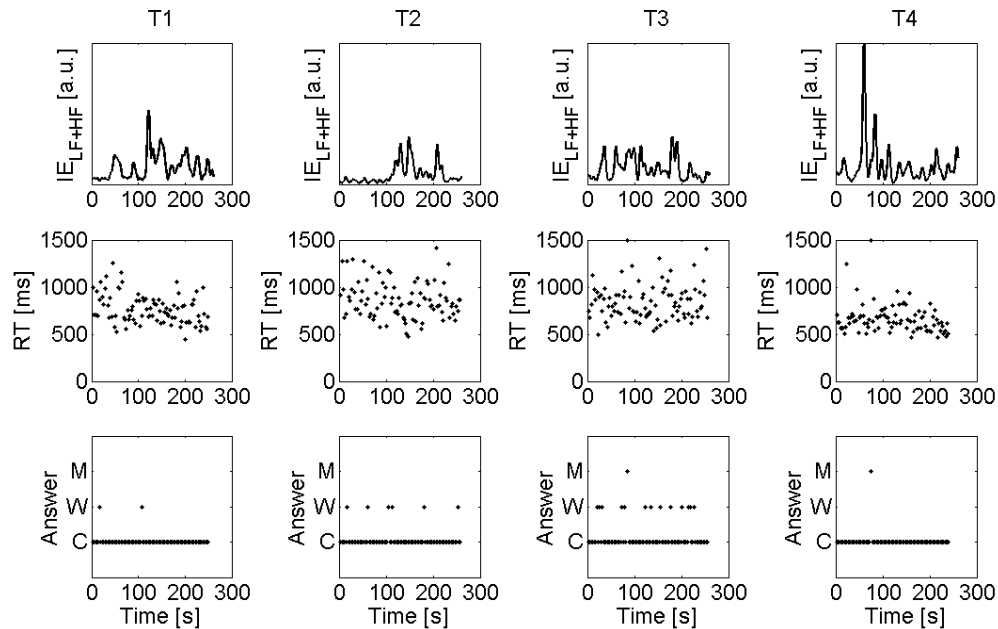 T1 T2 T3 T4
IE_LF+HF [a.u.] IE_LF+HF [a.u.] IE_LF+HF [a.u.] IE_LF+HF [a.u.]
0 100 200 300 0 100 200 300 0 100 200 300 0 100 200 300
RT [ms] RT [ms] RT [ms] RT [ms]
1500 1500 1500 1500
1000 1000 1000 1000
500 500 500 500
0 0 0 0
0 100 200 300 0 100 200 300 0 100 200 300 0 100 200 300
Answer Answer Answer Answer
M M M M
W W W W
C C C C
0 100 200 300 0 100 200 300 0 100 200 300 0 100 200 300
Time [s] Time [s] Time [s] Time [s]